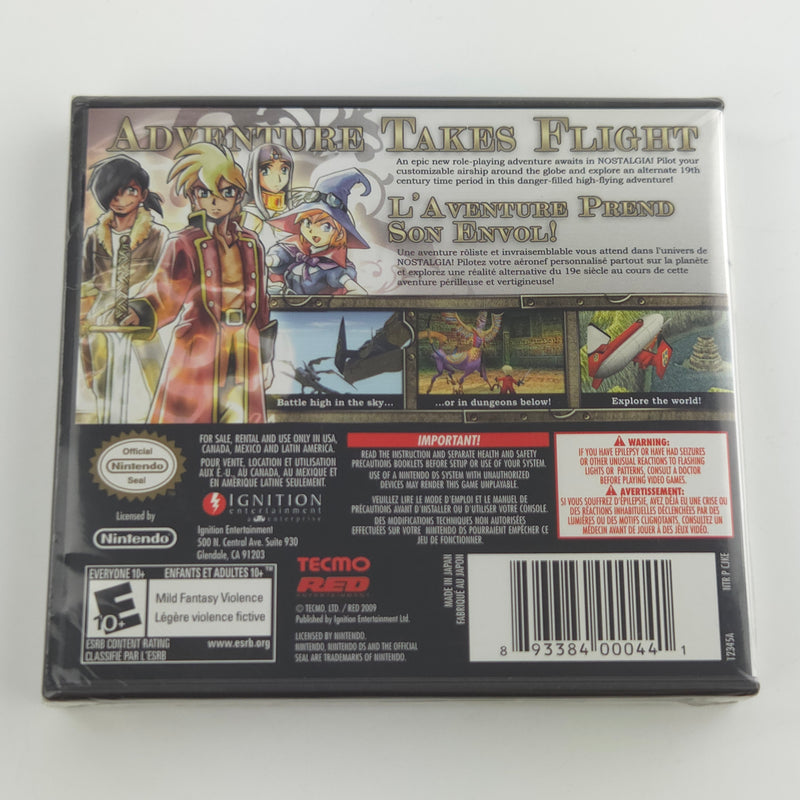 ADVENTURE TAKES FLIGHT
An epic new role-playing adventure awaits in NOSTALGIA! Pilot your
customizable airship around the globe and explore an alternate 19th
century time period in this danger-filled high-flying adventure!
L'AVENTURE PREND
SON ENVOL!
Une aventure rôliste et invraisemblable vous attend dans l'univers de
NOSTALGIA! Pilotez votre aéronef personnalisé partout sur la planète
et explorez une réalité alternative du 19e siècle au cours de cette
aventure périlleuse et vertigineuse!
Battle high in the sky...
...or in dungeons below!
Explore the world!
Official
Nintendo
Seal
Licensed by
Nintendo
FOR SALE, RENTAL AND USE ONLY IN USA,
CANADA, MEXICO AND LATIN AMERICA.
POUR VENTE, LOCATION ET UTILISATION
AUX É.-U., AU CANADA, AU MEXIQUE ET
EN AMÉRIQUE LATINE SEULEMENT.
IGNITION
entertainment
a utv enterprise
Ignition Entertainment
500 N. Central Ave. Suite 930
Glendale, CA 91203
IMPORTANT!
READ THE INSTRUCTION AND SEPARATE HEALTH AND SAFETY
PRECAUTIONS BOOKLETS BEFORE SETUP OR USE OF YOUR SYSTEM.
USE OF A NINTENDO DS SYSTEM WITH UNAUTHORIZED
DEVICES MAY RENDER THIS GAME UNPLAYABLE.
VEUILLEZ LIRE LE MODE D'EMPLOI ET LE MANUEL DE
PRÉCAUTIONS AVANT D'INSTALLER OU D'UTILISER VOTRE CONSOLE.
DES MODIFICATIONS TECHNIQUES NON AUTORISÉES
EFFECTUÉES SUR VOTRE NINTENDO DS POURRAIENT EMPÊCHER CE
JEU DE FONCTIONNER.
WARNING:
IF YOU HAVE EPILEPSY OR HAVE HAD SEIZURES
OR OTHER UNUSUAL REACTIONS TO FLASHING
LIGHTS OR PATTERNS, CONSULT A DOCTOR
BEFORE PLAYING VIDEO GAMES.
AVERTISSEMENT:
SI VOUS SOUFFREZ D'ÉPILEPSIE, AVEZ DÉJÀ EU UNE CRISE OU
DES RÉACTIONS INHABITUELLES DÉCLENCHÉES PAR DES
LUMIÈRES OU DES MOTIFS CLIGNOTANTS, CONSULTEZ UN
MÉDECIN AVANT DE JOUER À DES JEUX VIDÉO.
EVERYONE 10+ ENFANTS ET ADULTES 10+
E
10+
Mild Fantasy Violence
Légère violence fictive
www.esrb.org
ESRB CONTENT RATING
CLASSIFIÉ PAR L'ESRB
TECMO
RED
ENTERTAINMENT
© TECMO, LTD. / RED 2009
Published by Ignition Entertainment Ltd.
LICENSED BY NINTENDO.
NINTENDO, NINTENDO DS AND THE OFFICIAL
SEAL ARE TRADEMARKS OF NINTENDO.
MADE IN JAPAN
FABRIQUÉ AU JAPON
8 93384 00044 1
NTR P CJKE
12345A